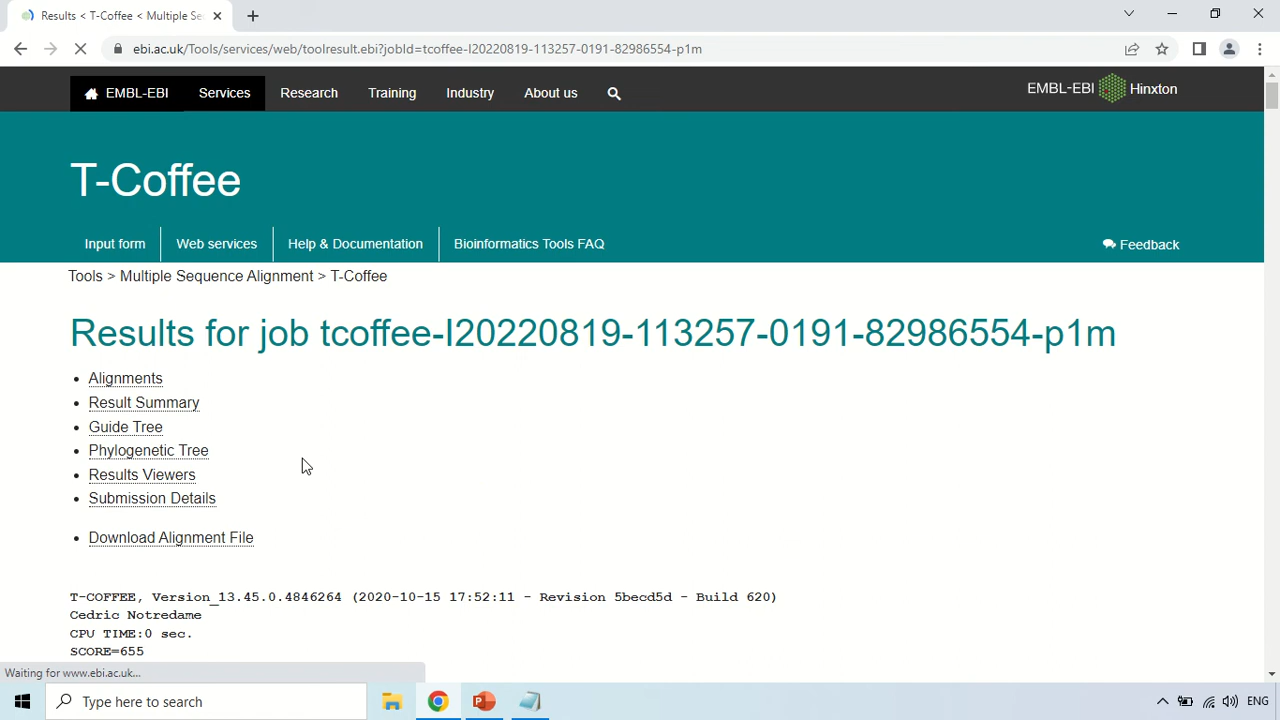 Results < T-Coffee < Multiple Se
ebi.ac.uk/Tools/services/web/toolresult.ebi?jobId=tcoffee-I20220819-113257-0191-82986554-p1m
EMBL-EBI Services Research Training Industry About us EMBL-EBI Hinxton
T-Coffee
Input form Web services Help & Documentation Bioinformatics Tools FAQ Feedback
Tools > Multiple Sequence Alignment > T-Coffee
Results for job tcoffee-I20220819-113257-0191-82986554-p1m
Alignments
Result Summary
Guide Tree
Phylogenetic Tree
Results Viewers
Submission Details
Download Alignment File
T-COFFEE, Version_13.45.0.4846264 (2020-10-15 17:52:11 - Revision 5becd5d - Build 620)
Cedric Notredame
CPU TIME:0 sec.
SCORE=655
Waiting for www.ebi.ac.uk...
Type here to search ENG